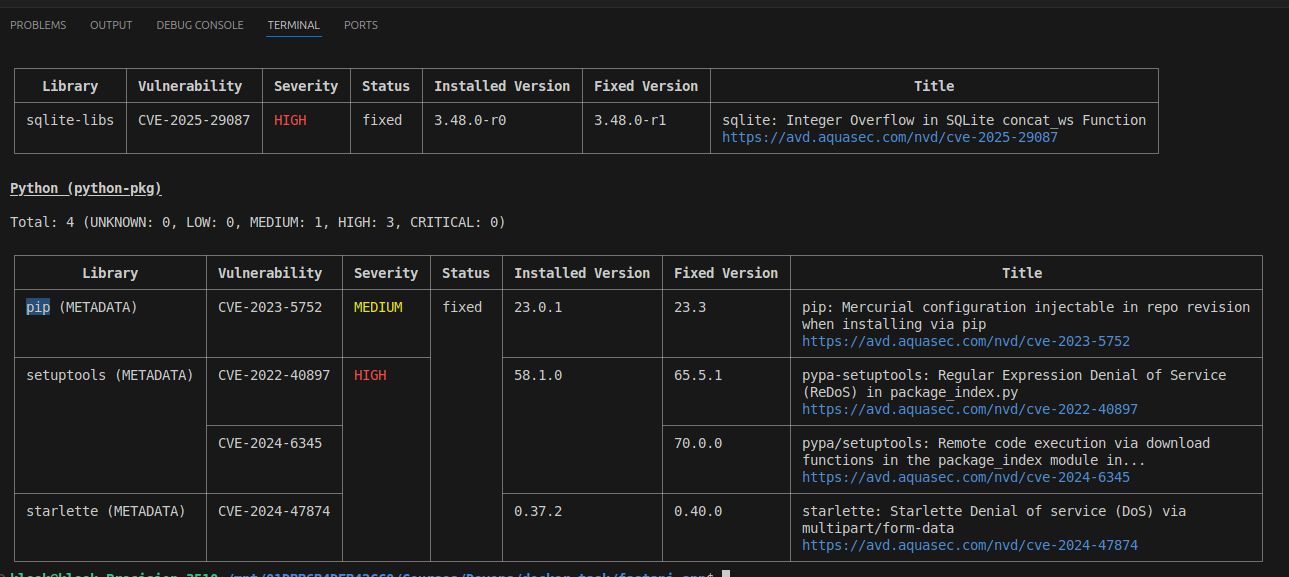 PROBLEMS OUTPUT DEBUG CONSOLE TERMINAL PORTS
Library Vulnerability Severity Status Installed Version Fixed Version Title
sqlite-libs CVE-2025-29087 HIGH fixed 3.48.0-r0 3.48.0-r1 sqlite: Integer Overflow in SQLite concat_ws Function
https://avd.aquasec.com/nvd/cve-2025-29087
Python (python-pkg)
Total: 4 (UNKNOWN: 0, LOW: 0, MEDIUM: 1, HIGH: 3, CRITICAL: 0)
Library Vulnerability Severity Status Installed Version Fixed Version Title
pip (METADATA) CVE-2023-5752 MEDIUM fixed 23.0.1 23.3 pip: Mercurial configuration injectable in repo revision
when installing via pip
https://avd.aquasec.com/nvd/cve-2023-5752
setuptools (METADATA) CVE-2022-40897 HIGH 58.1.0 65.5.1 pypa-setuptools: Regular Expression Denial of Service
(ReDoS) in package_index.py
https://avd.aquasec.com/nvd/cve-2022-40897
CVE-2024-6345 70.0.0 pypa/setuptools: Remote code execution via download
functions in the package_index module in...
https://avd.aquasec.com/nvd/cve-2024-6345
starlette (METADATA) CVE-2024-47874 0.37.2 0.40.0 starlette: Starlette Denial of service (DoS) via
multipart/form-data
https://avd.aquasec.com/nvd/cve-2024-47874